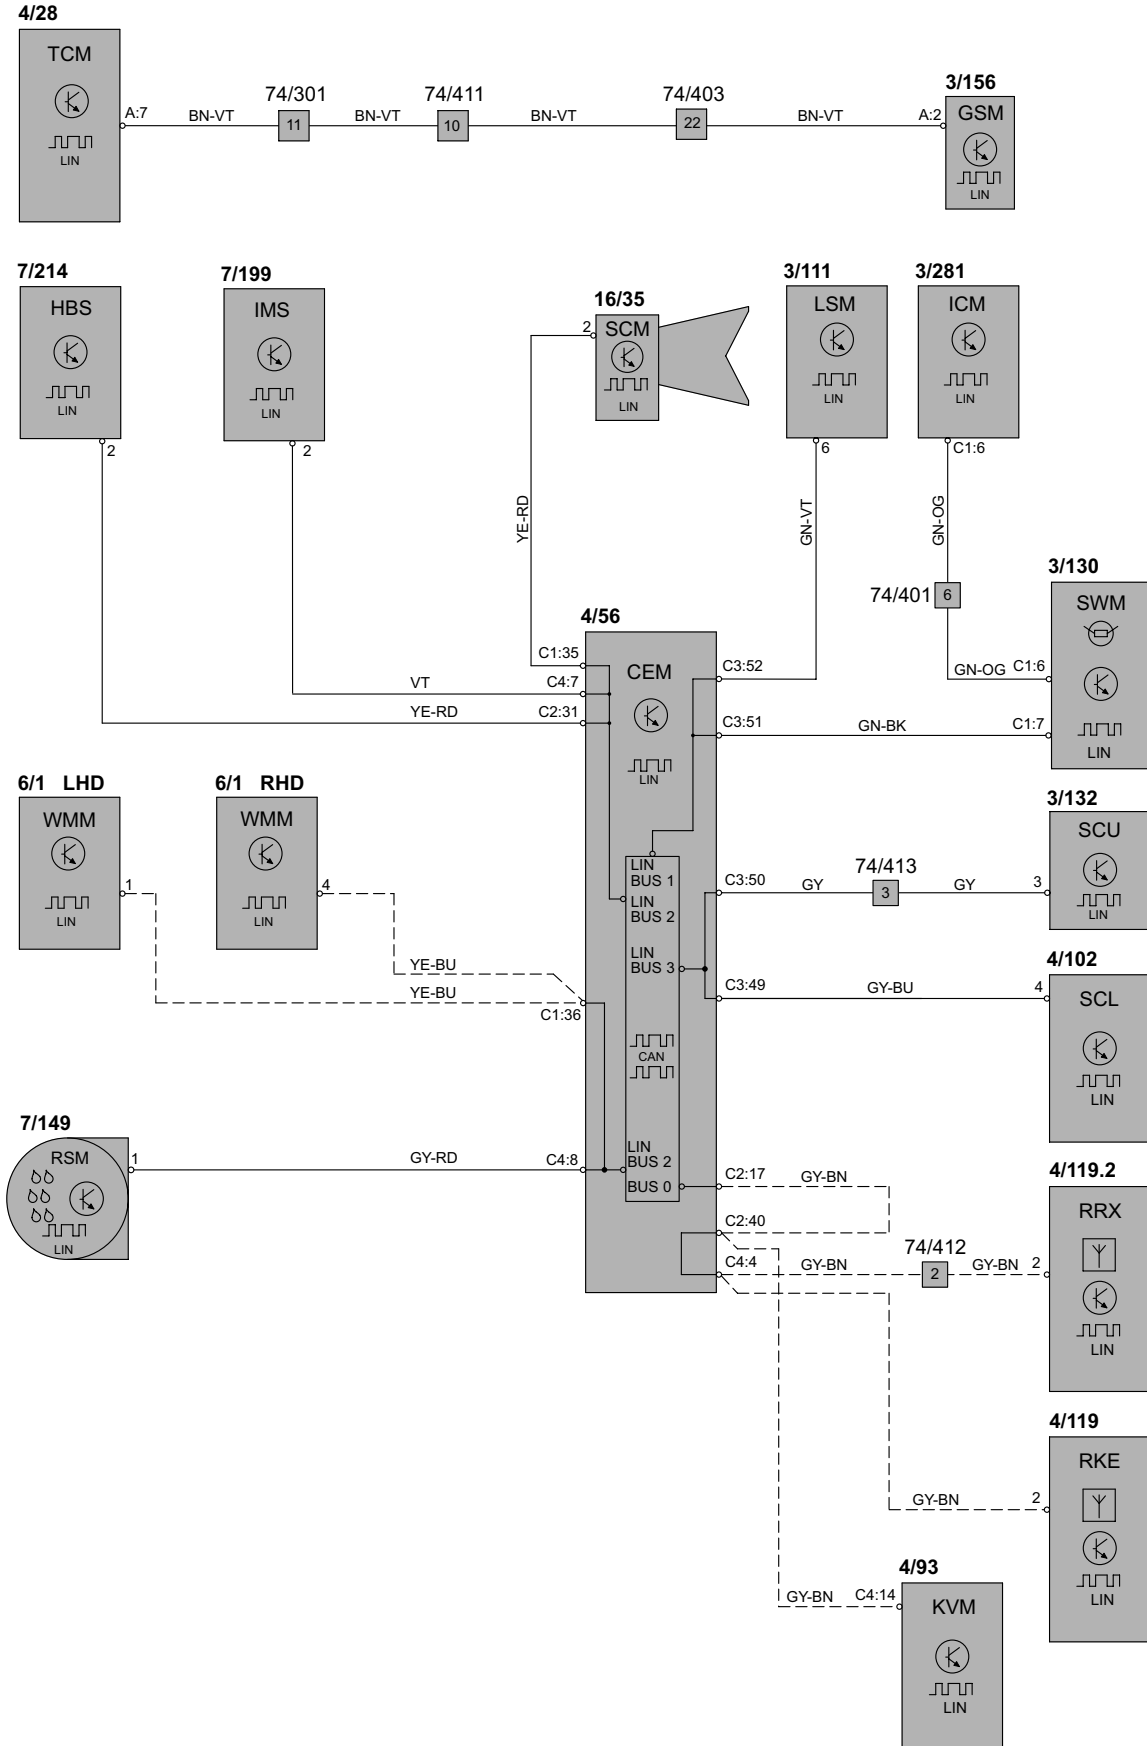 4/28
TCM
LIN
A:7
BN-VT
74/301
11
BN-VT
74/411
10
BN-VT
74/403
22
BN-VT
A:2
3/156
GSM
LIN
7/214
HBS
LIN
2
7/199
IMS
LIN
2
16/35
2
SCM
LIN
YE-RD
3/111
LSM
LIN
6
GN-VT
3/281
ICM
LIN
C1:6
GN-OG
74/401
6
GN-OG
C1:6
3/130
SWM
LIN
C1:7
GN-BK
4/56
CEM
LIN
C1:35
C4:7
VT
C2:31
YE-RD
C3:52
C3:51
6/1 LHD
WMM
LIN
1
6/1 RHD
WMM
LIN
4
YE-BU
YE-BU
C1:36
LIN
BUS 1
LIN
BUS 2
LIN
BUS 3
CAN
LIN
BUS 2
BUS 0
C3:50
GY
74/413
3
GY
3
3/132
SCU
LIN
C3:49
GY-BU
4
4/102
SCL
LIN
7/149
RSM
LIN
1
GY-RD
C4:8
C2:17
GY-BN
C2:40
C4:4
GY-BN
74/412
2
GY-BN
2
4/119.2
RRX
LIN
4/119
RKE
LIN
GY-BN
2
4/93
KVM
LIN
GY-BN
C4:14